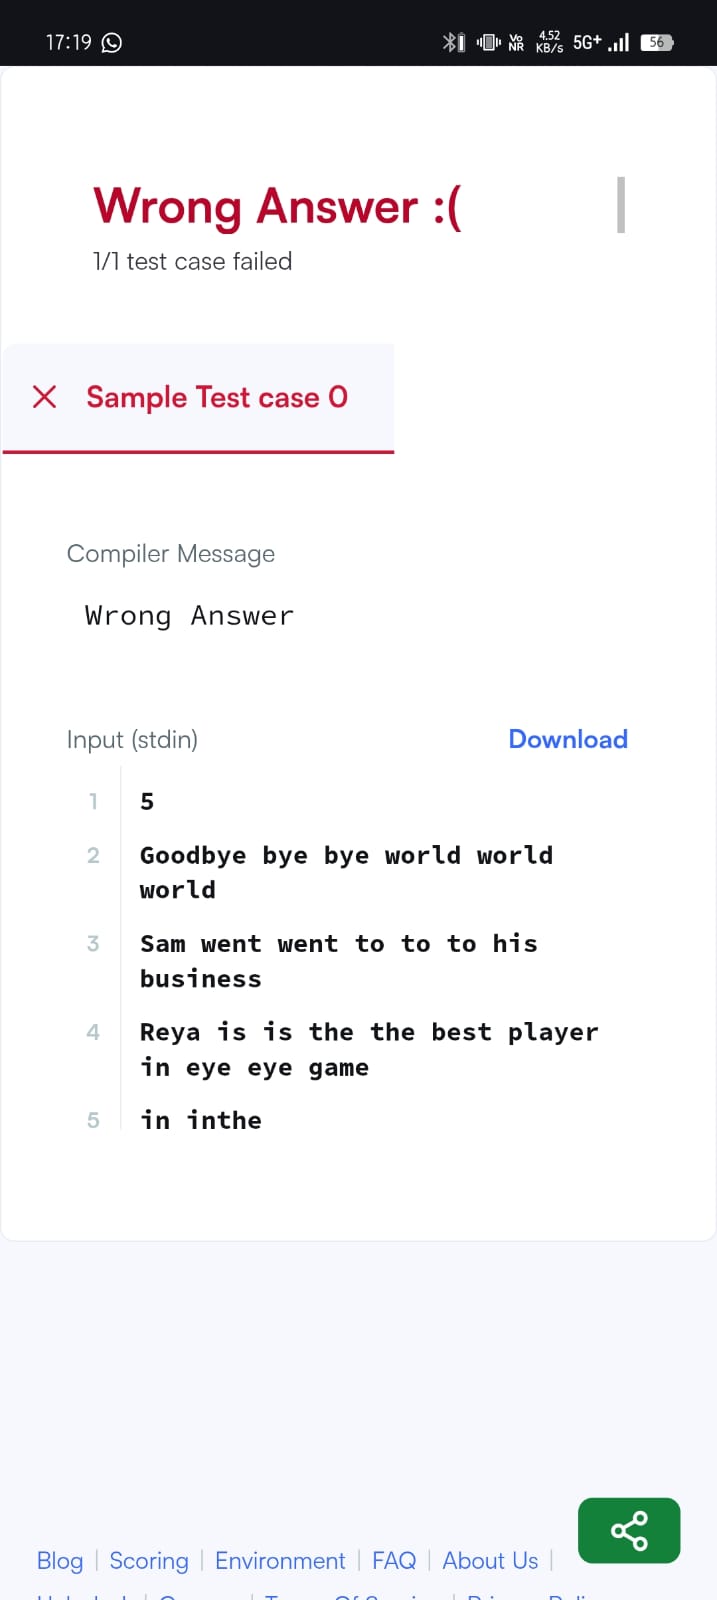 17:19
Vo NR 4.52 KB/s 5G+ 56
Wrong Answer :(
1/1 test case failed
Sample Test case 0
Compiler Message
Wrong Answer
Input (stdin) Download
1 5
2 Goodbye bye bye world world
world
3 Sam went went to to to his
business
4 Reya is is the the best player
in eye eye game
5 in inthe
Blog | Scoring | Environment | FAQ | About Us |